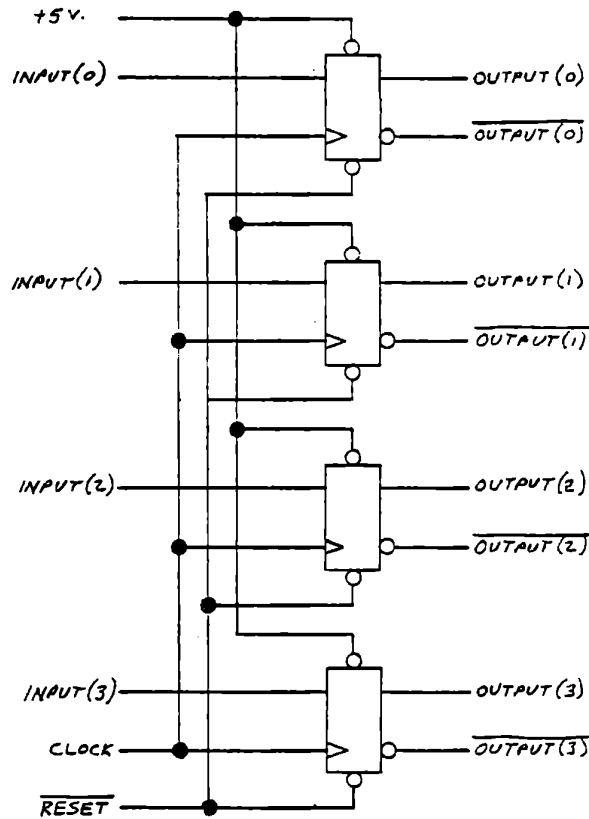 +5 V.
INPUT(0)
OUTPUT(0)
OUTPUT(0)
INPUT(1)
OUTPUT(1)
OUTPUT(1)
INPUT(2)
OUTPUT(2)
OUTPUT(2)
INPUT(3)
OUTPUT(3)
CLOCK
OUTPUT(3)
RESET